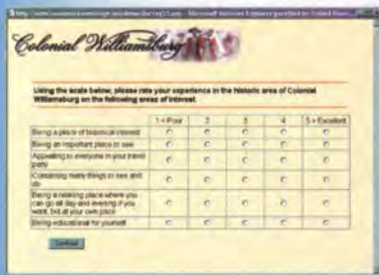 Colonial Williamsburg
Using the scale below, please rate your experience in the historic area of Colonial
Williamsburg on the following areas of interest.
1 = Poor 2 3 4 5 = Excellent
Being a place of historical interest
Being an important place to see
Appealing to everyone in your travel
party
Containing many things to see and
do
Being a relaxing place where you
can go all day and evening if you
want, but at your own pace
Being educational for yourself